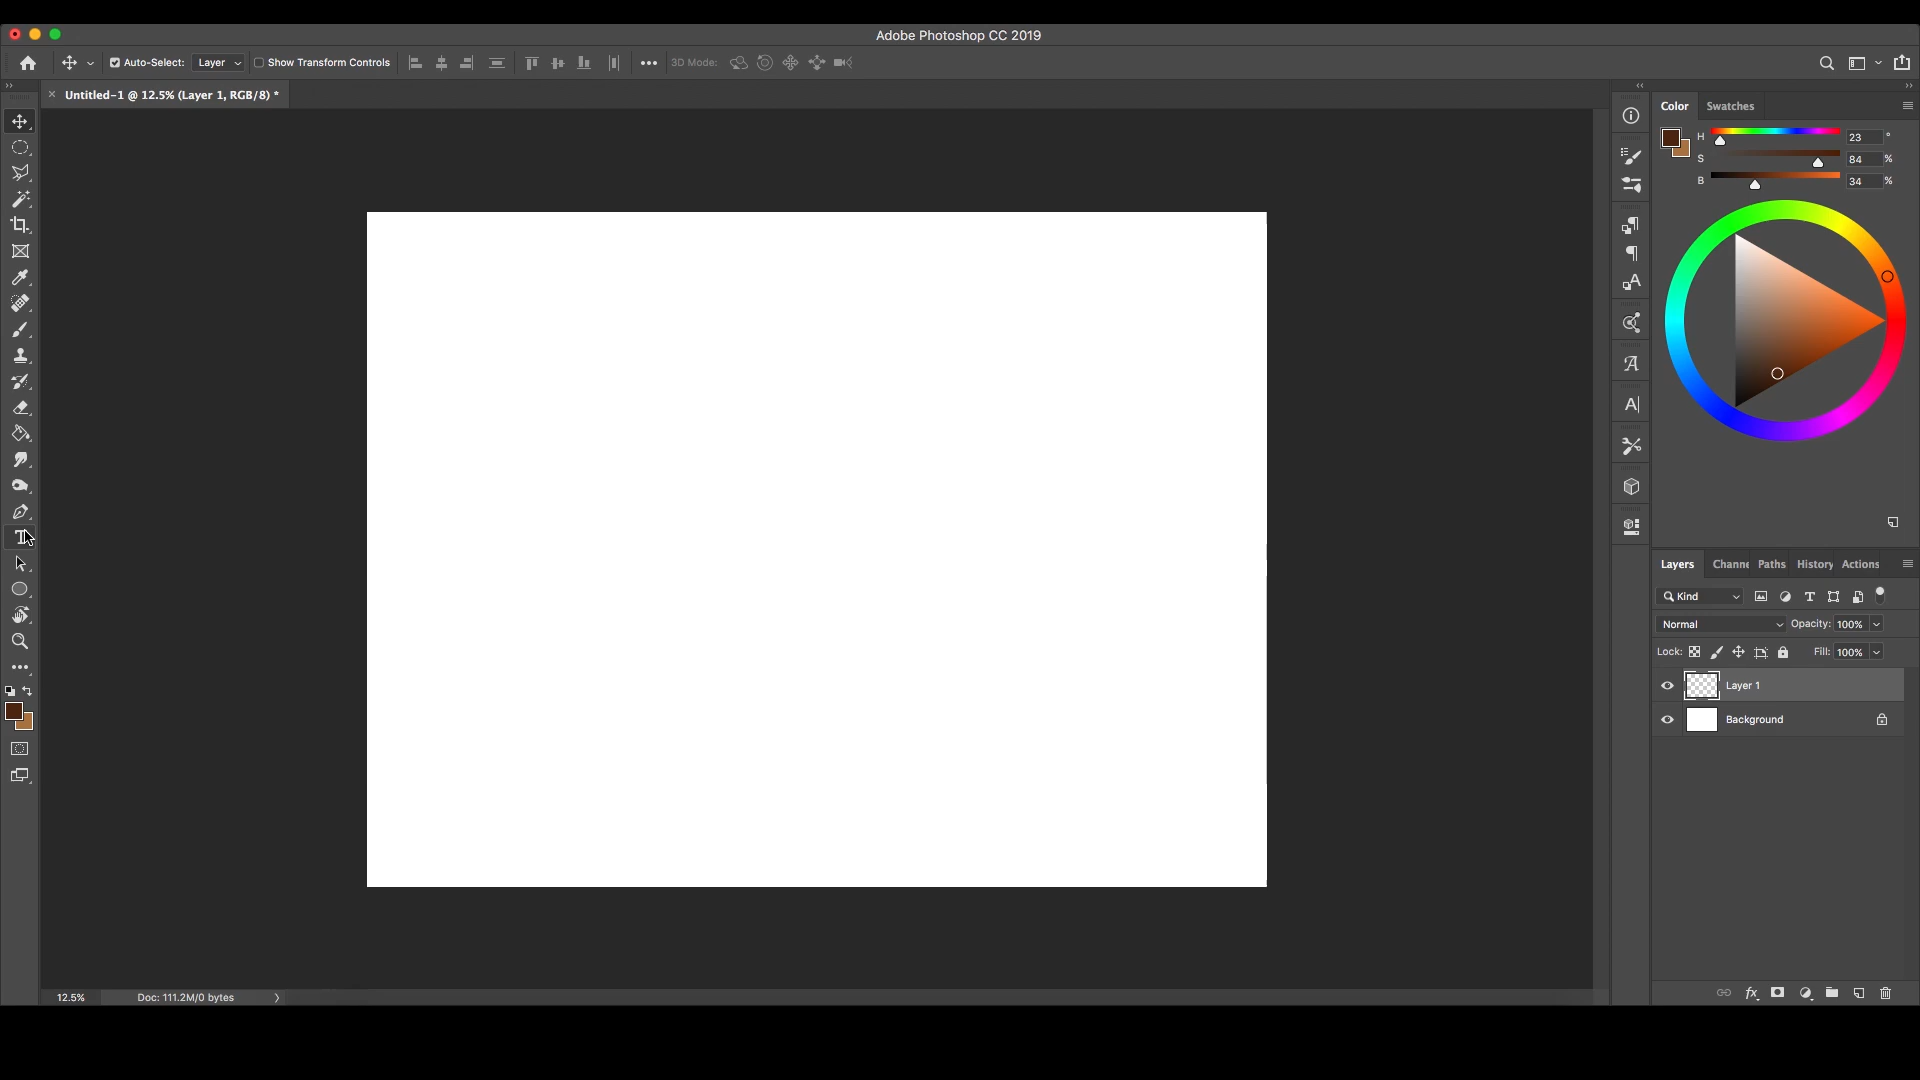 Adobe Photoshop CC 2019
Auto-Select: Layer Show Transform Controls 3D Mode:
Untitled-1 @ 12.5% (Layer 1, RGB/8) *
Color Swatches
H 23 °
S 84 %
B 34 %
Layers Channe Paths History Actions
Kind
Normal Opacity: 100%
Lock: Fill: 100%
Layer 1
Background
12.5% Doc: 111.2M/0 bytes